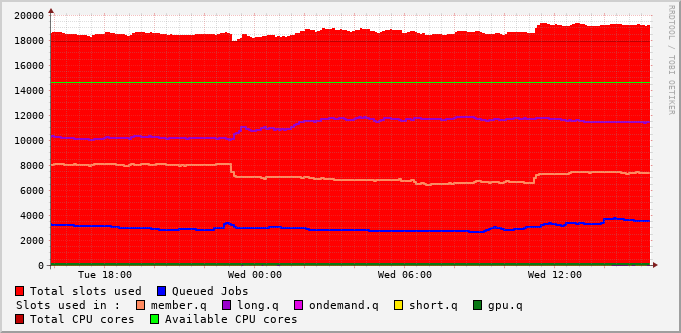 RRDTOOL / TOBI OETIKER
20000
18000
16000
14000
12000
10000
8000
6000
4000
2000
0
Tue 18:00 Wed 00:00 Wed 06:00 Wed 12:00
Total slots used Queued Jobs
Slots used in : member.q long.q ondemand.q short.q gpu.q
Total CPU cores Available CPU cores